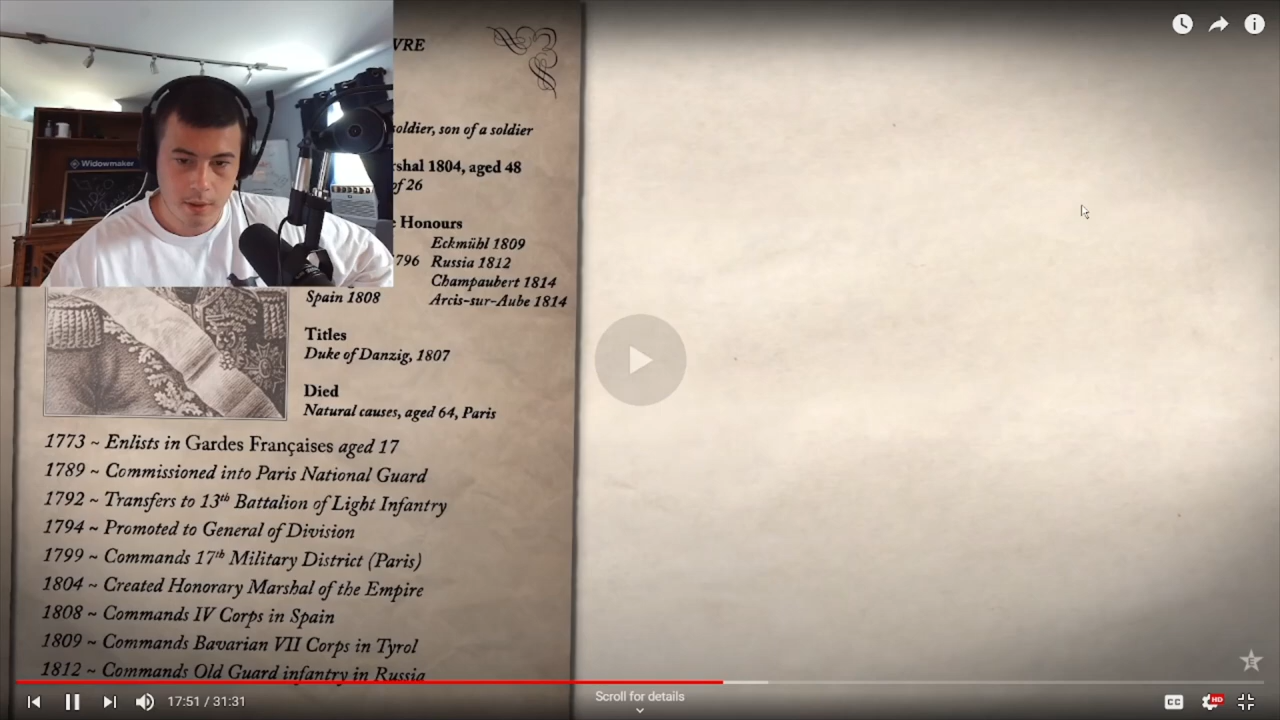 VRE
soldier, son of a soldier
rshal 1804, aged 48
of 26
e Honours
Eckmühl 1809
796 Russia 1812
Champaubert 1814
Spain 1808 Arcis-sur-Aube 1814
Titles
Duke of Danzig, 1807
Died
Natural causes, aged 64, Paris
1773 ~ Enlists in Gardes Françaises aged 17
1789 ~ Commissioned into Paris National Guard
1792 ~ Transfers to 13th Battalion of Light Infantry
1794 ~ Promoted to General of Division
1799 ~ Commands 17th Military District (Paris)
1804 ~ Created Honorary Marshal of the Empire
1808 ~ Commands IV Corps in Spain
1809 ~ Commands Bavarian VII Corps in Tyrol
1812 ~ Commands Old Guard infantry in Russia
Widowmaker
17:51 / 31:31
Scroll for details
CC
HD
E